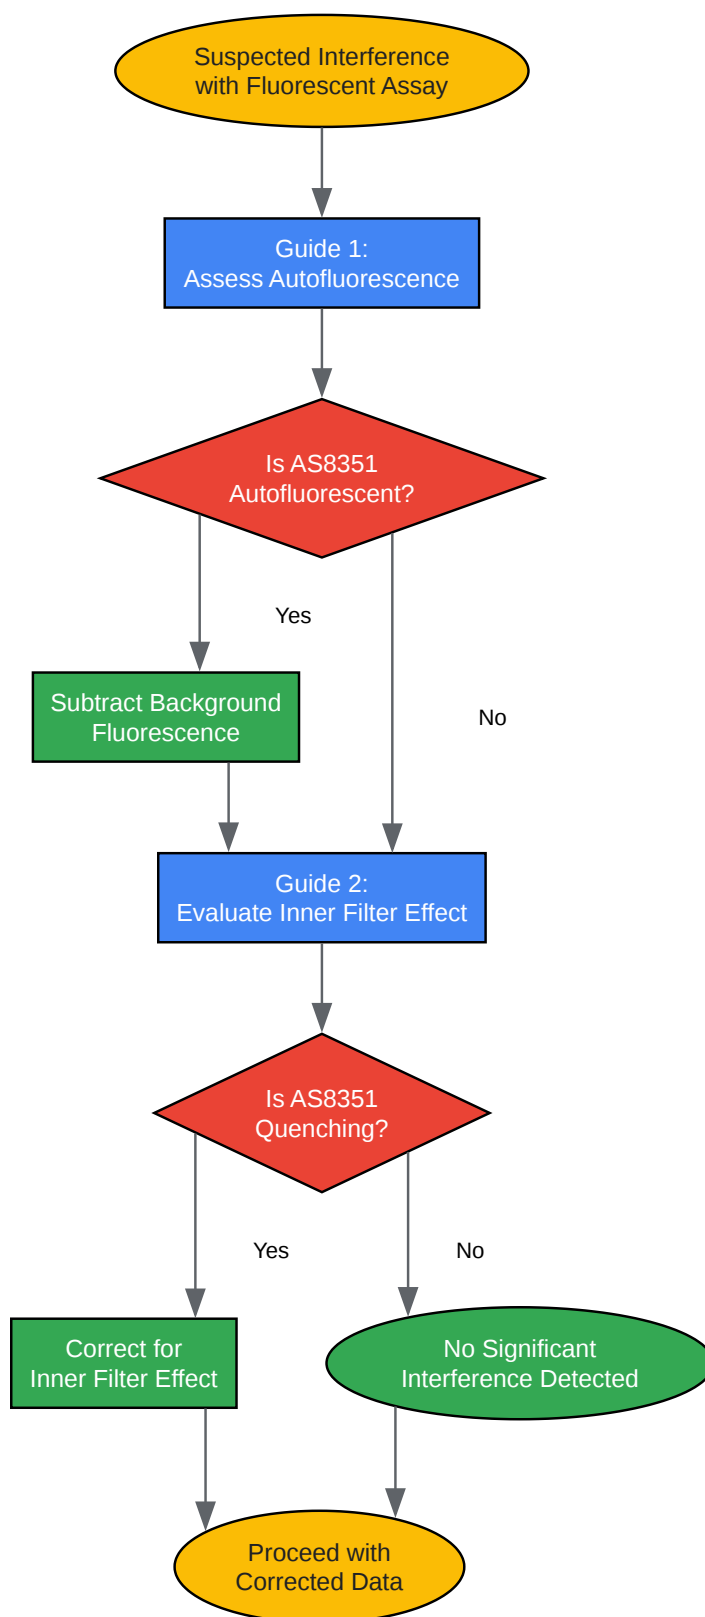 Suspected Interference
with Fluorescent Assay
Guide 1:
Assess Autofluorescence
Is AS8351
Autofluorescent?
Yes
Subtract Background
Fluorescence
No
Guide 2:
Evaluate Inner Filter Effect
Is AS8351
Quenching?
Yes
No
Correct for
Inner Filter Effect
No Significant
Interference Detected
Proceed with
Corrected Data